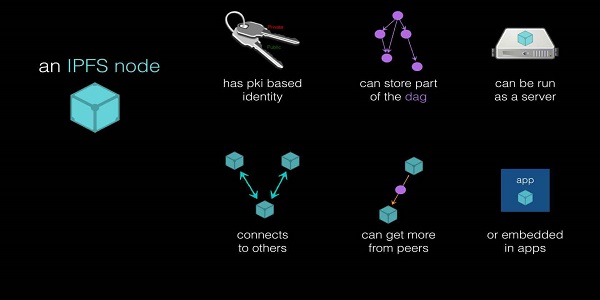 an IPFS node
Private
Public
has pki based
identity
can store part
of the dag
can be run
as a server
connects
to others
can get more
from peers
app
or embedded
in apps